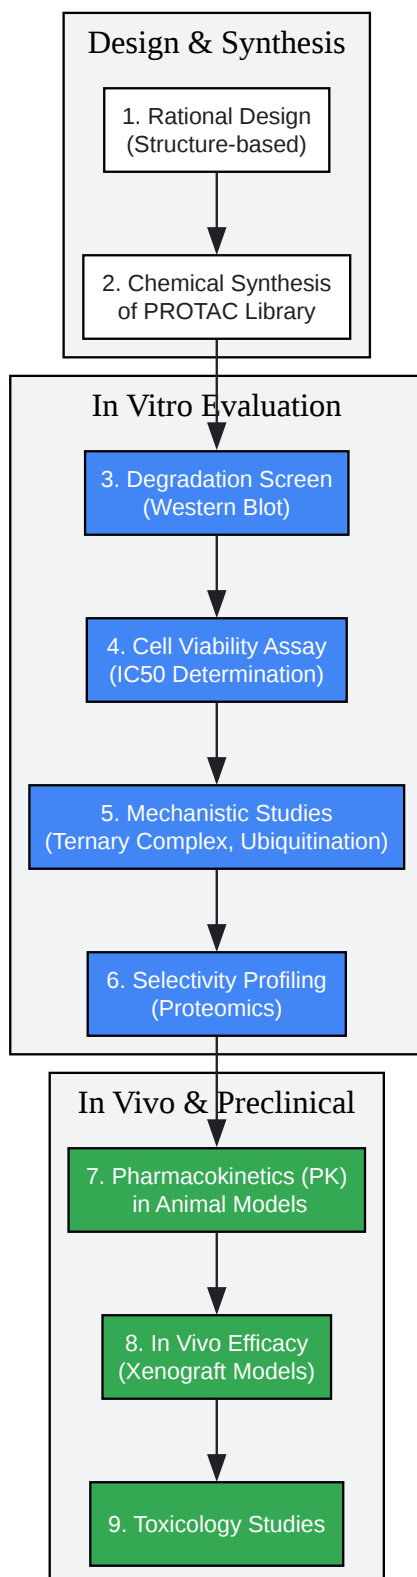 Design & Synthesis
1. Rational Design
(Structure-based)
2. Chemical Synthesis
of PROTAC Library
In Vitro Evaluation
3. Degradation Screen
(Western Blot)
4. Cell Viability Assay
(IC50 Determination)
5. Mechanistic Studies
(Ternary Complex, Ubiquitination)
6. Selectivity Profiling
(Proteomics)
In Vivo & Preclinical
7. Pharmacokinetics (PK)
in Animal Models
8. In Vivo Efficacy
(Xenograft Models)
9. Toxicology Studies